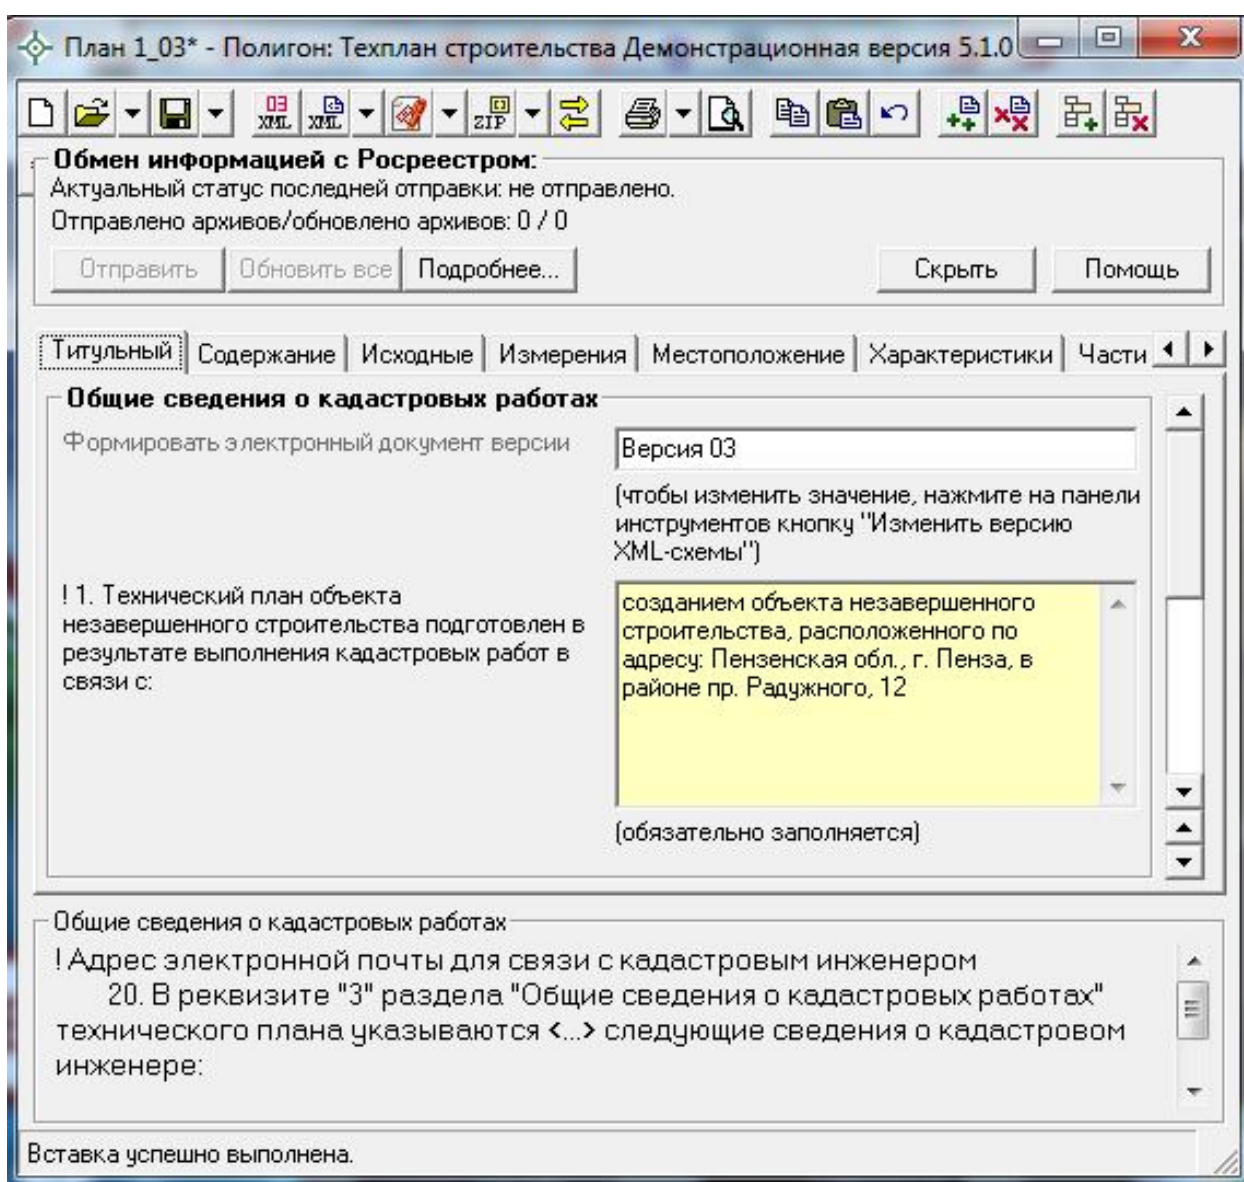 План 1_03* - Полигон: Техплан строительства Демонстрационная версия 5.1.0
03 XML XML ZIP
Обмен информацией с Росреестром:
Актуальный статус последней отправки: не отправлено.
Отправлено архивов/обновлено архивов: 0 / 0
Отправить Обновить все Подробнее... Скрыть Помощь
Титульный Содержание Исходные Измерения Местоположение Характеристики Части
Общие сведения о кадастровых работах
Формировать электронный документ версии
Версия 03
(чтобы изменить значение, нажмите на панели
инструментов кнопку "Изменить версию
XML-схемы")
! 1. Технический план объекта
незавершенного строительства подготовлен в
результате выполнения кадастровых работ в
связи с:
созданием объекта незавершенного
строительства, расположенного по
адресу: Пензенская обл., г. Пенза, в
районе пр. Радужного, 12
(обязательно заполняется)
Общие сведения о кадастровых работах
! Адрес электронной почты для связи с кадастровым инженером
20. В реквизите "3" раздела "Общие сведения о кадастровых работах"
технического плана указываются <...> следующие сведения о кадастровом
инженере:
Вставка успешно выполнена.